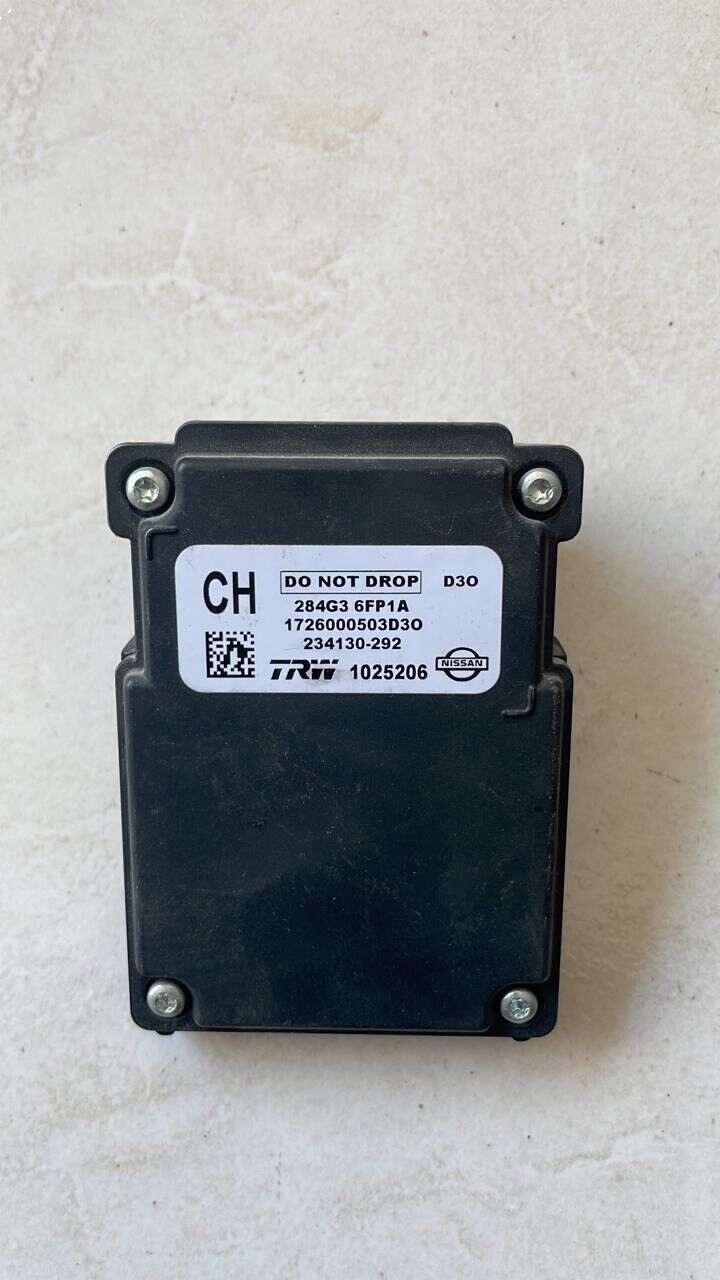 CH DO NOT DROP D3O
284G3 6FP1A
1726000503D3O
234130-292
TRW 1025206 NISSAN